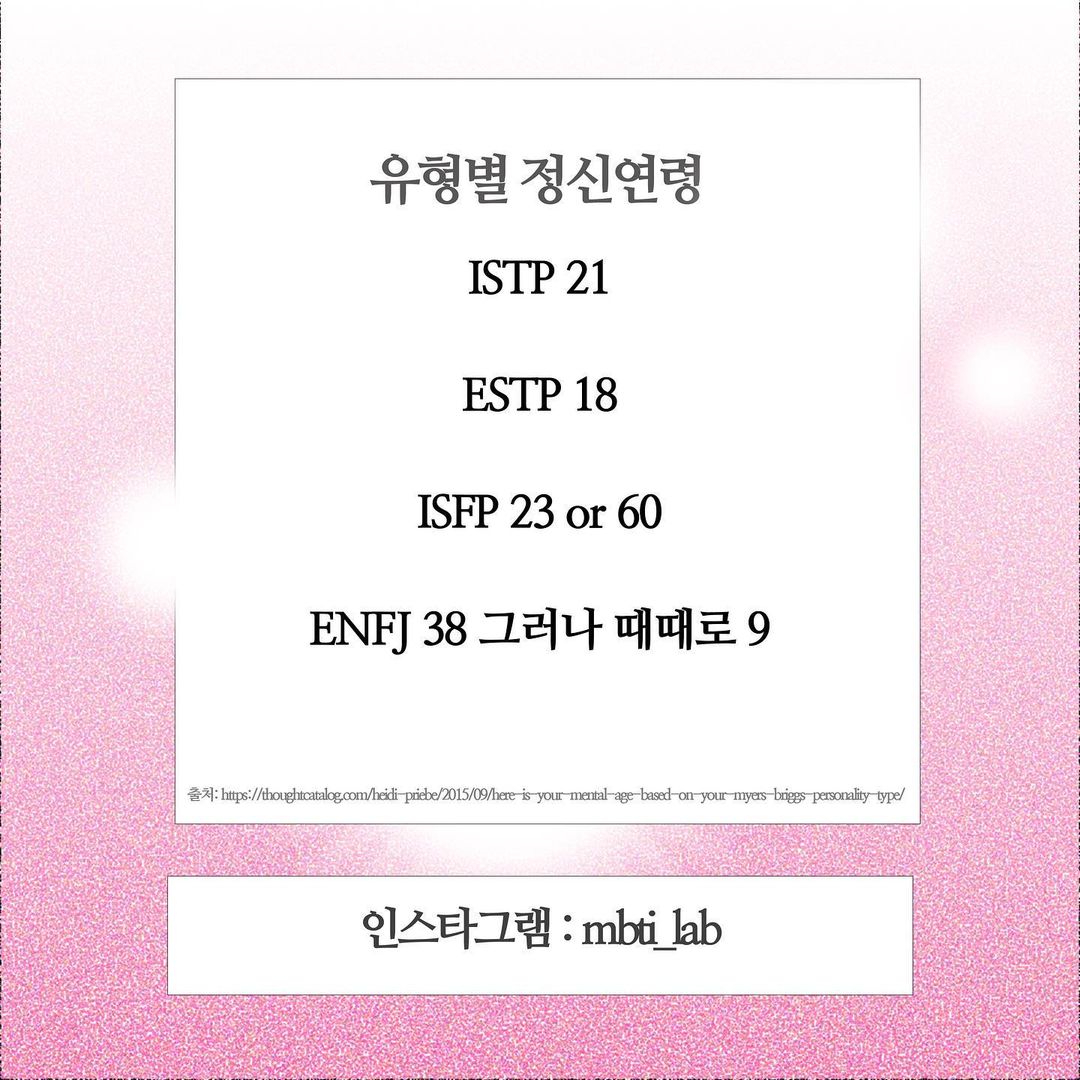 유형별 정신연령
ISTP 21
ESTP 18
ISFP 23 or 60
ENFJ 38 그러나 때때로 9
출처: https://thoughtcatalog.com/heidi-priebe/2015/09/here-is-your-mental-age-based-on-your-myers-briggs-personality-type/
인스타그램 : mbti_lab